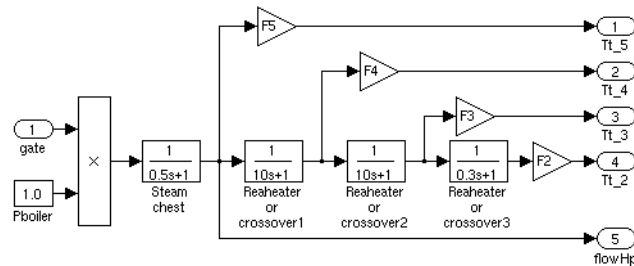 F5
1
Tt_5
F4
2
Tt_4
1
gate
×
F3
3
Tt_3
1
0.5s+1
Steam
chest
1
10s+1
Reaheater
or
crossover1
1
10s+1
Reaheater
or
crossover2
1
0.3s+1
Reaheater
or
crossover3
F2
4
Tt_2
1.0
Pboiler
5
flowHp